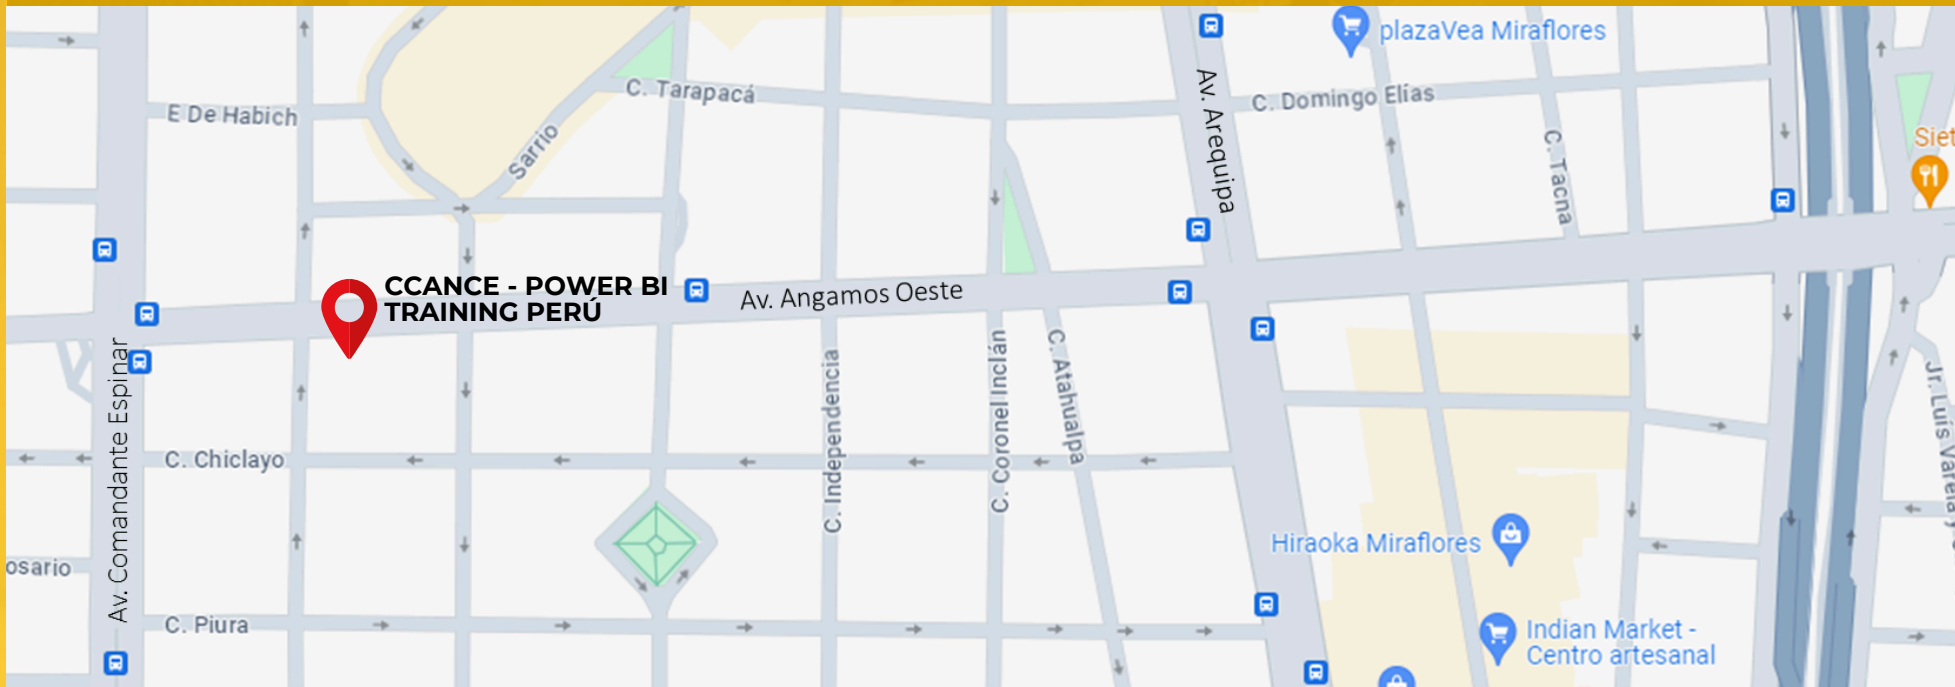 plazaVea Miraflores
C. Tarapacá
Av. Arequipa
C. Domingo Elías
E De Habich
Sarrio
C. Tacna
Siet
CCANCE - POWER BI
TRAINING PERÚ
Av. Angamos Oeste
Av. Comandante Espinar
C. Independencia
C. Coronel Inclán
C. Atahualpa
Jr. Luis Varela y
C. Chiclayo
Hiraoka Miraflores
osario
C. Piura
Indian Market -
Centro artesanal